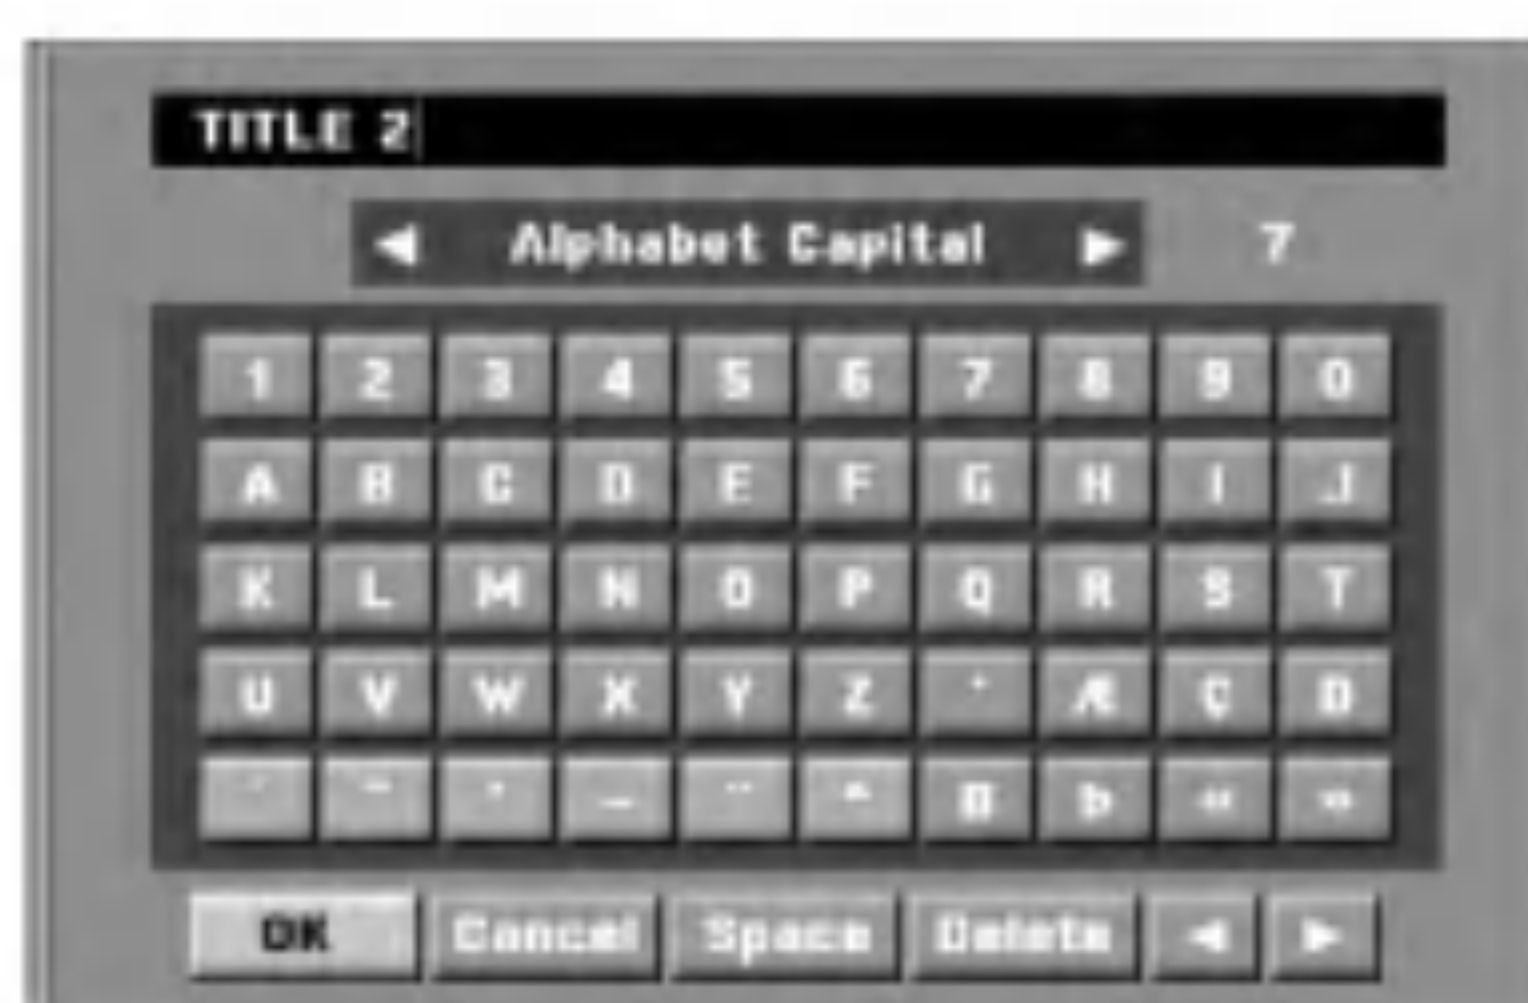 TITLE 2
◀ Alphabet Capital ▶ 7
1 2 3 4 5 6 7 8 9 0
A B C D E F G H I J
K L M N O P Q R S T
U V W X Y Z Æ Ç
OK Cancel Space Delete ◀ ▶